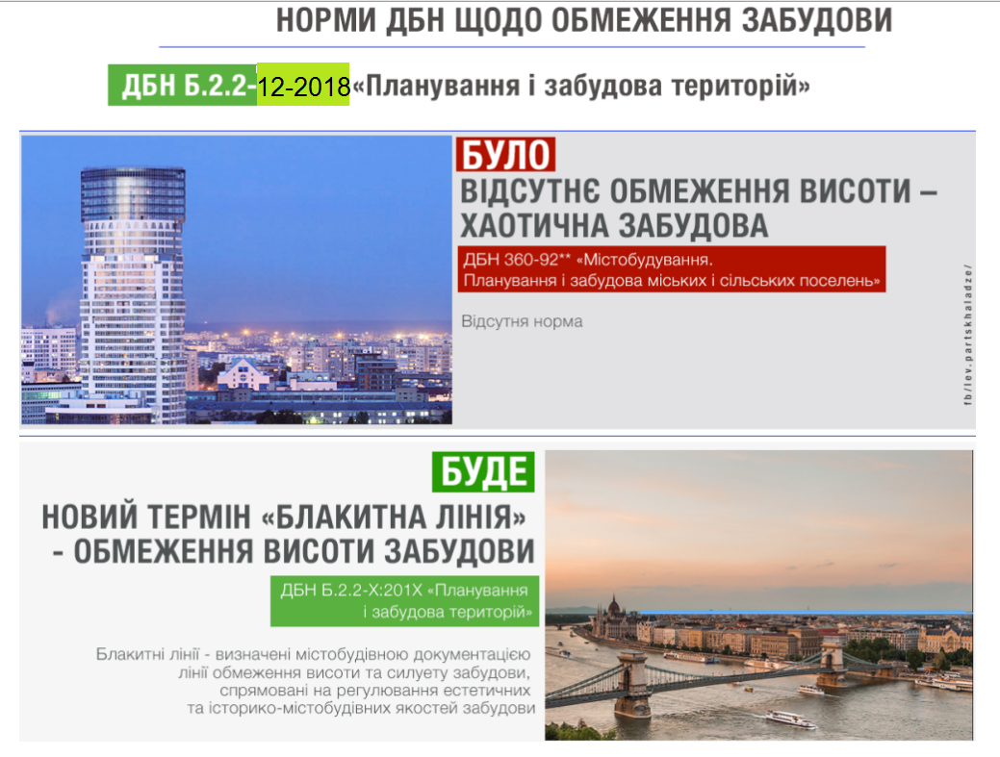 НОРМИ ДБН ЩОДО ОБМЕЖЕННЯ ЗАБУДОВИ
ДБН Б.2.2-12-2018 «Планування і забудова територій»
БУЛО
ВІДСУТНЄ ОБМЕЖЕННЯ ВИСОТИ –
ХАОТИЧНА ЗАБУДОВА
ДБН 360-92** «Містобудування.
Планування і забудова міських і сільських поселень»
Відсутня норма
fb/lev.partskhaladze/
БУДЕ
НОВИЙ ТЕРМІН «БЛАКИТНА ЛІНІЯ»
- ОБМЕЖЕННЯ ВИСОТИ ЗАБУДОВИ
ДБН Б.2.2-Х:201Х «Планування
і забудова територій»
Блакитні лінії - визначені містобудівною документацією
лінії обмеження висоти та силуету забудови,
спрямовані на регулювання естетичних
та історико-містобудівних якостей забудови